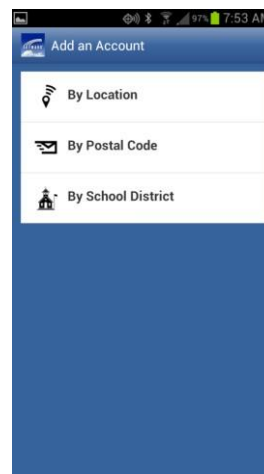 97% 7:53 AM
Add an Account
By Location
By Postal Code
By School District